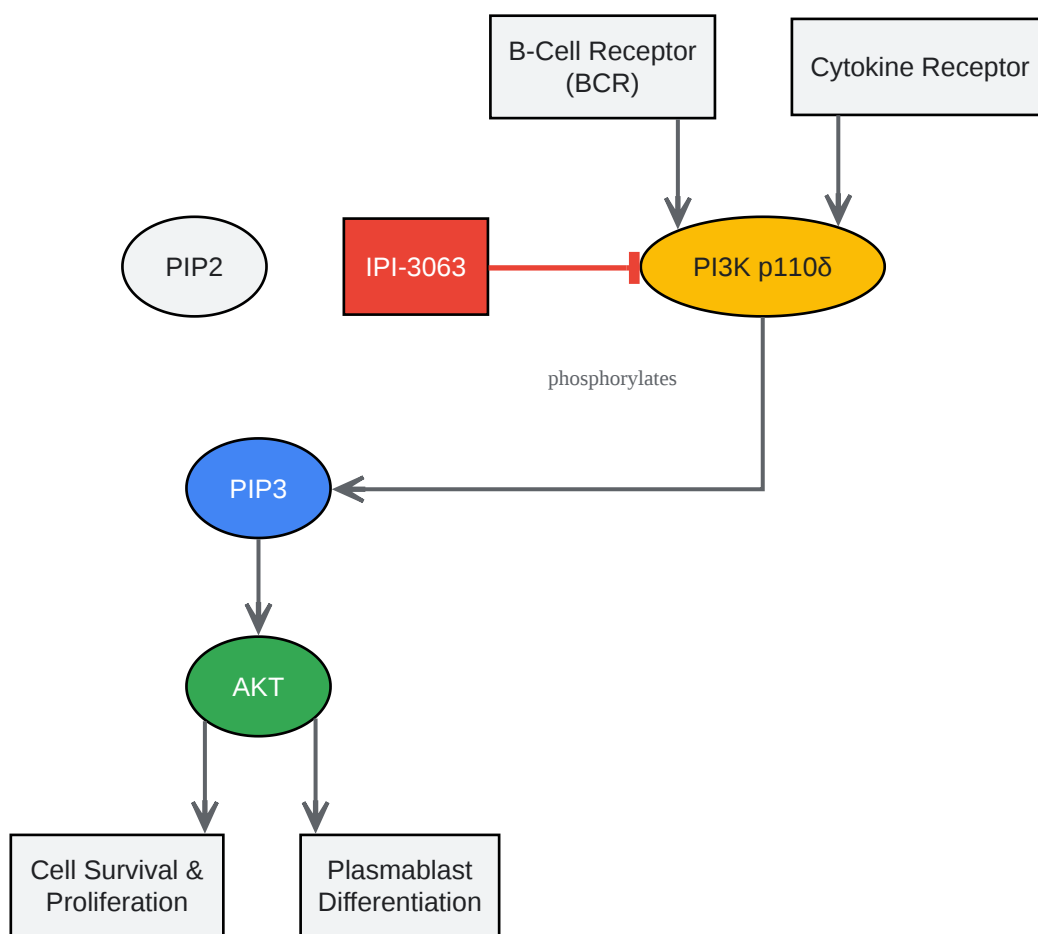 B-Cell Receptor
(BCR)
Cytokine Receptor
PIP2
IPI-3063
PI3K p110δ
phosphorylates
PIP3
AKT
Cell Survival &
Proliferation
Plasmablast
Differentiation